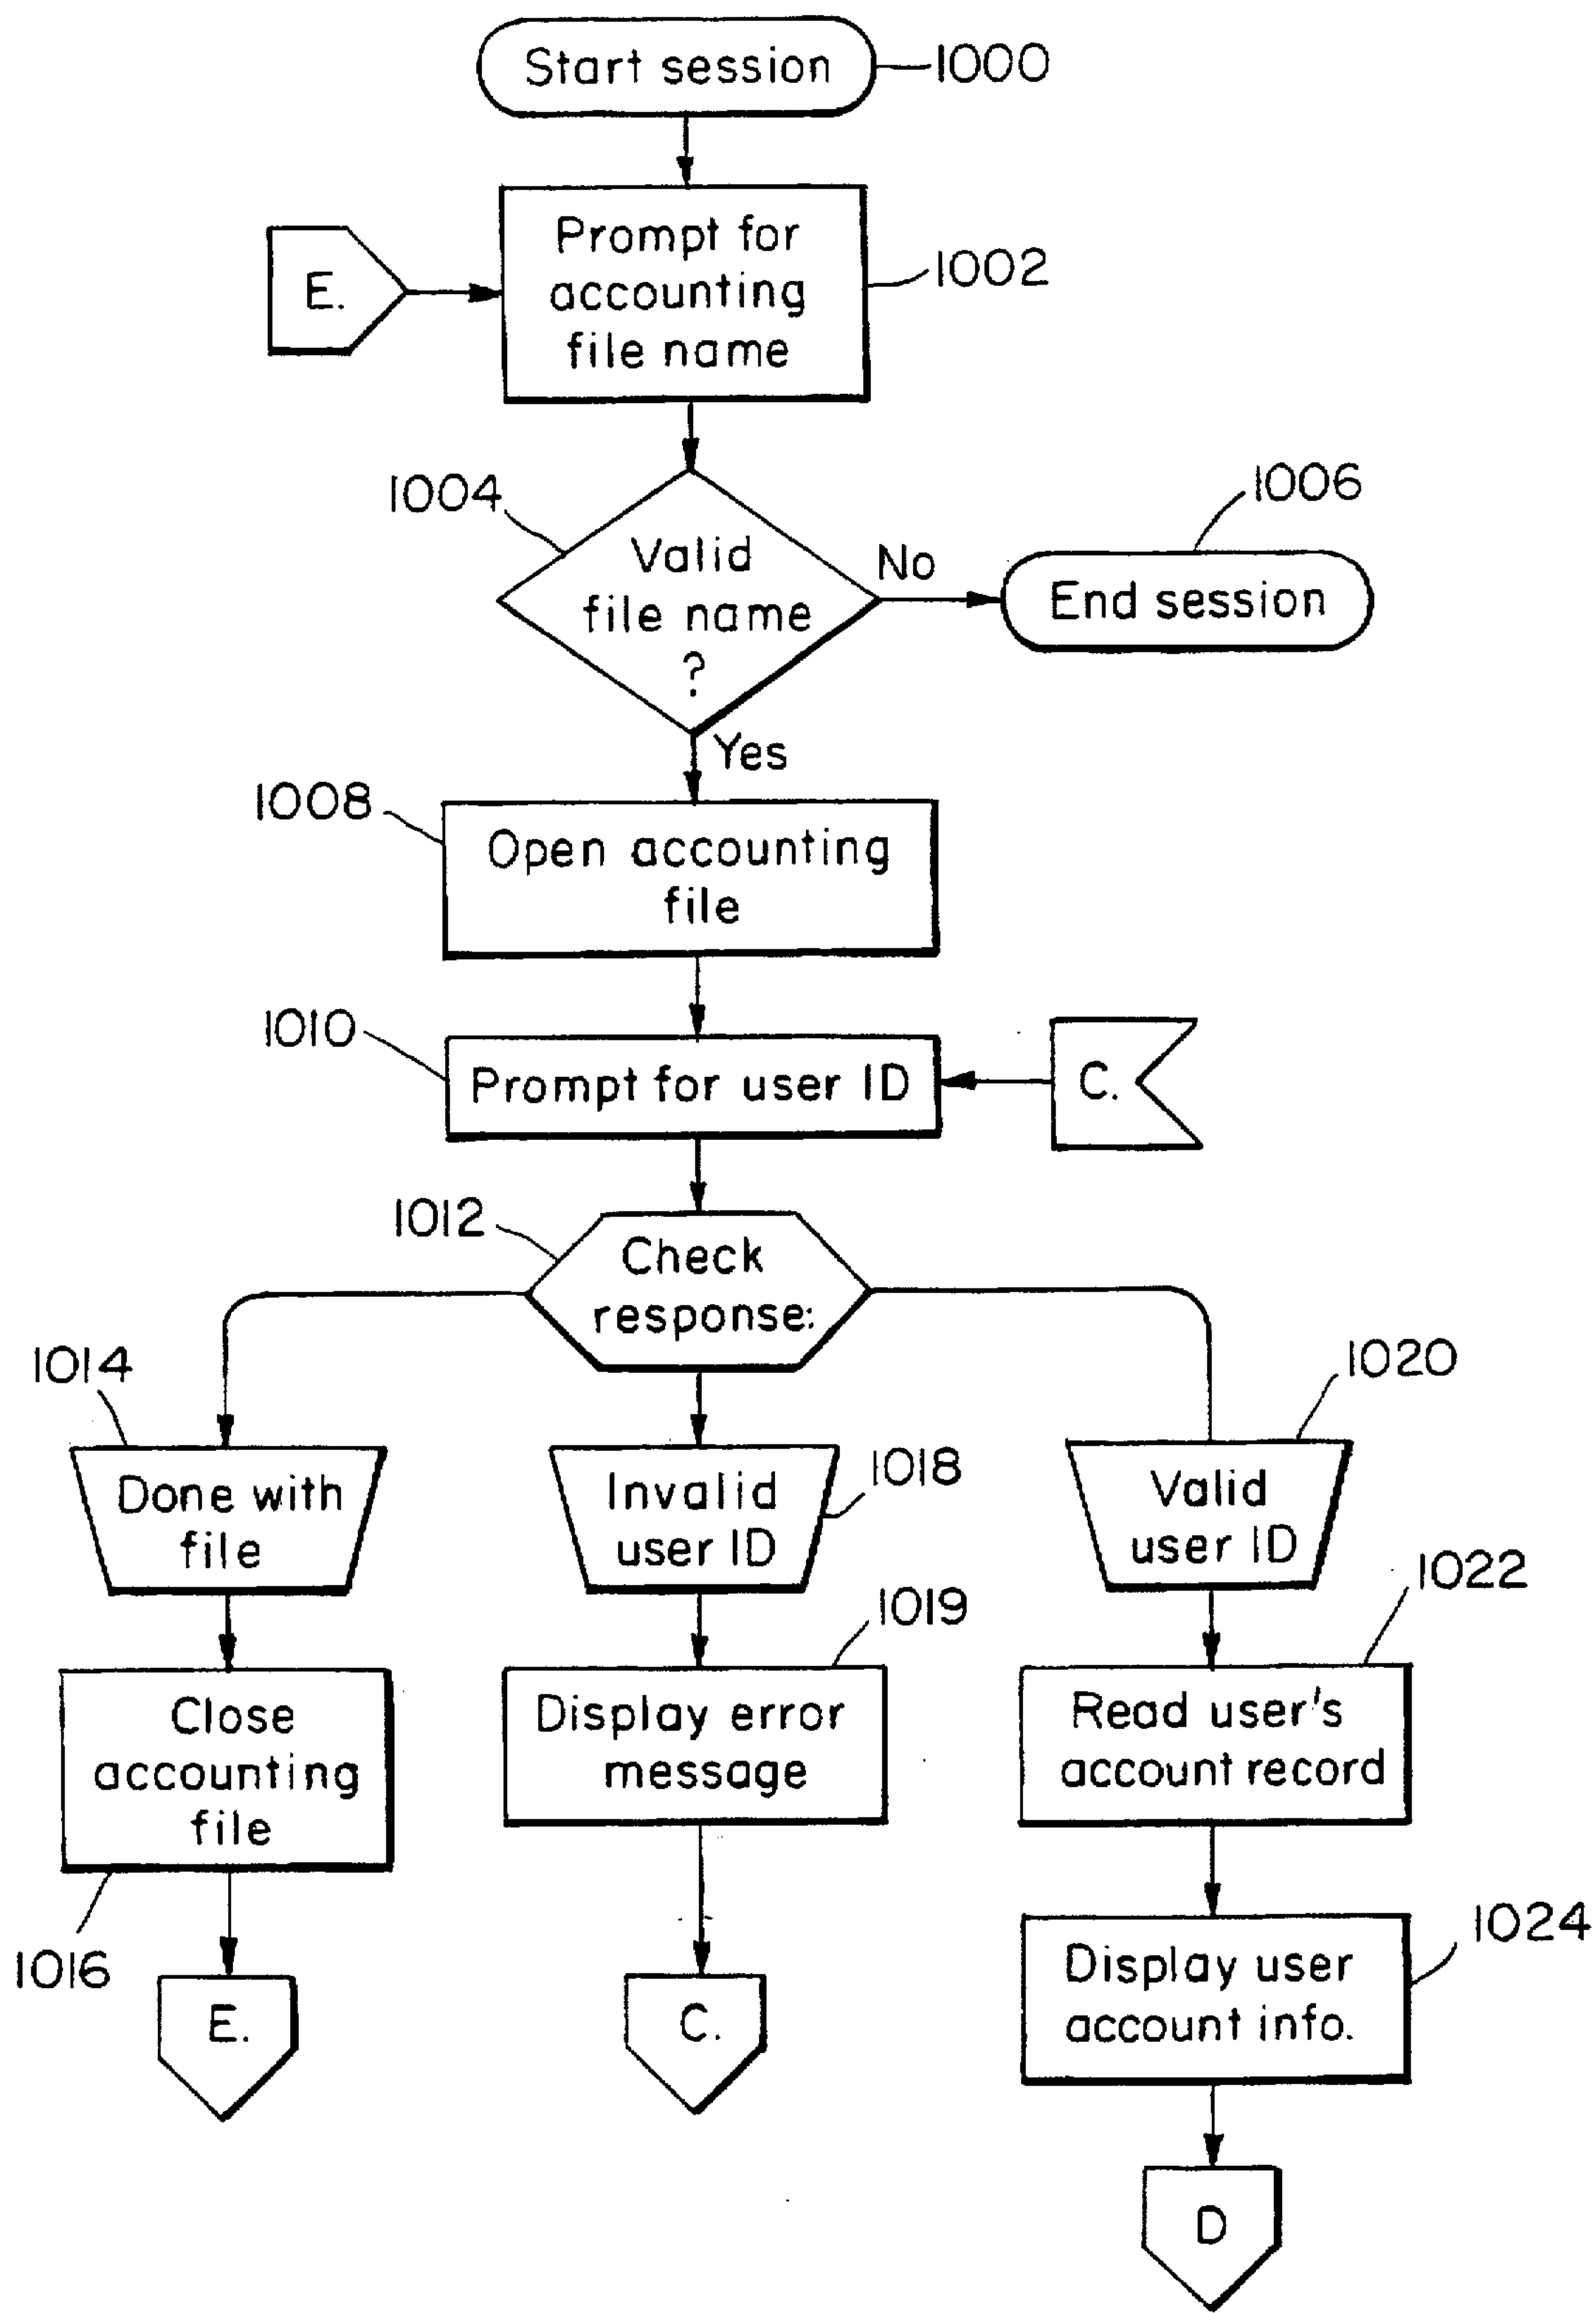 Start session
1000
Prompt for
accounting
file name
1002
E.
1004
Valid
file name
?
No
1006
End session
Yes
1008
Open accounting
file
1010
Prompt for user ID
C.
1012
Check
response:
1014
Done with
file
Invalid
user ID
1018
1020
Valid
user ID
Close
accounting
file
1016
1019
Display error
message
1022
Read user's
account record
1024
Display user
account info.
E.
C.
D